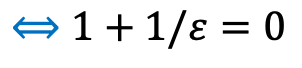 ⇔ 1 + 1/ε = 0